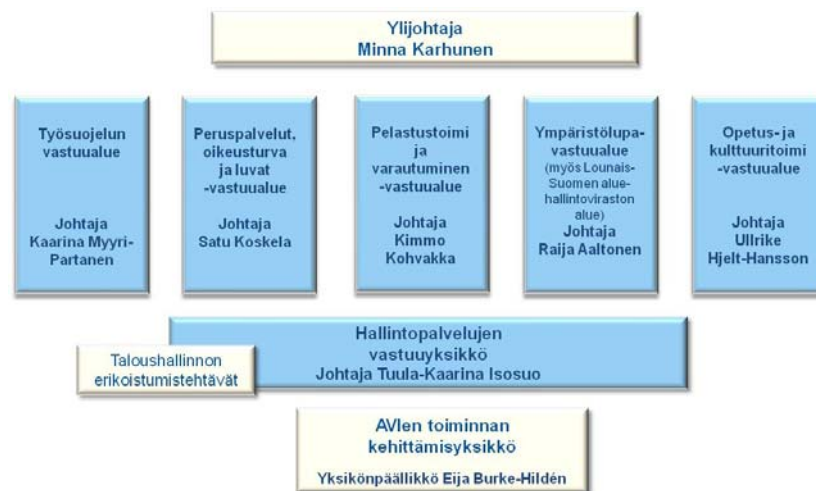 Ylijohtaja
Minna Karhunen
Työsuojelun
vastuualue
Johtaja
Kaarina Myyri-
Partanen
Peruspalvelut,
oikeusturva
ja luvat
-vastuualue
Johtaja
Satu Koskela
Pelastustoimi
ja
varautuminen
-vastuualue
Johtaja
Kimmo
Kohvakka
Ympäristölupa-
vastuualue
(myös Lounais-
Suomen alue-
hallintoviraston
alue)
Johtaja
Raija Aaltonen
Opetus- ja
kulttuuritoimi
-vastuualue
Johtaja
Ullrike
Hjelt-Hansson
Hallintopalvelujen
vastuuyksikkö
Johtaja Tuula-Kaarina Isosuo
Taloushallinnon
erikoistumistehtävät
AVIen toiminnan
kehittämisyksikkö
Yksikönpäällikkö Eija Burke-Hildén